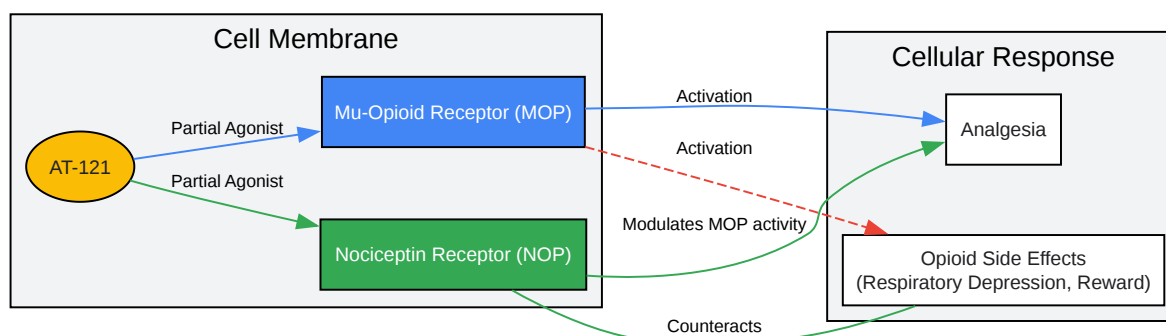 Cell Membrane
Cellular Response
Mu-Opioid Receptor (MOP)
Activation
Analgesia
Partial Agonist
Activation
AT-121
Partial Agonist
Modulates MOP activity
Nociceptin Receptor (NOP)
Opioid Side Effects
(Respiratory Depression, Reward)
Counteracts